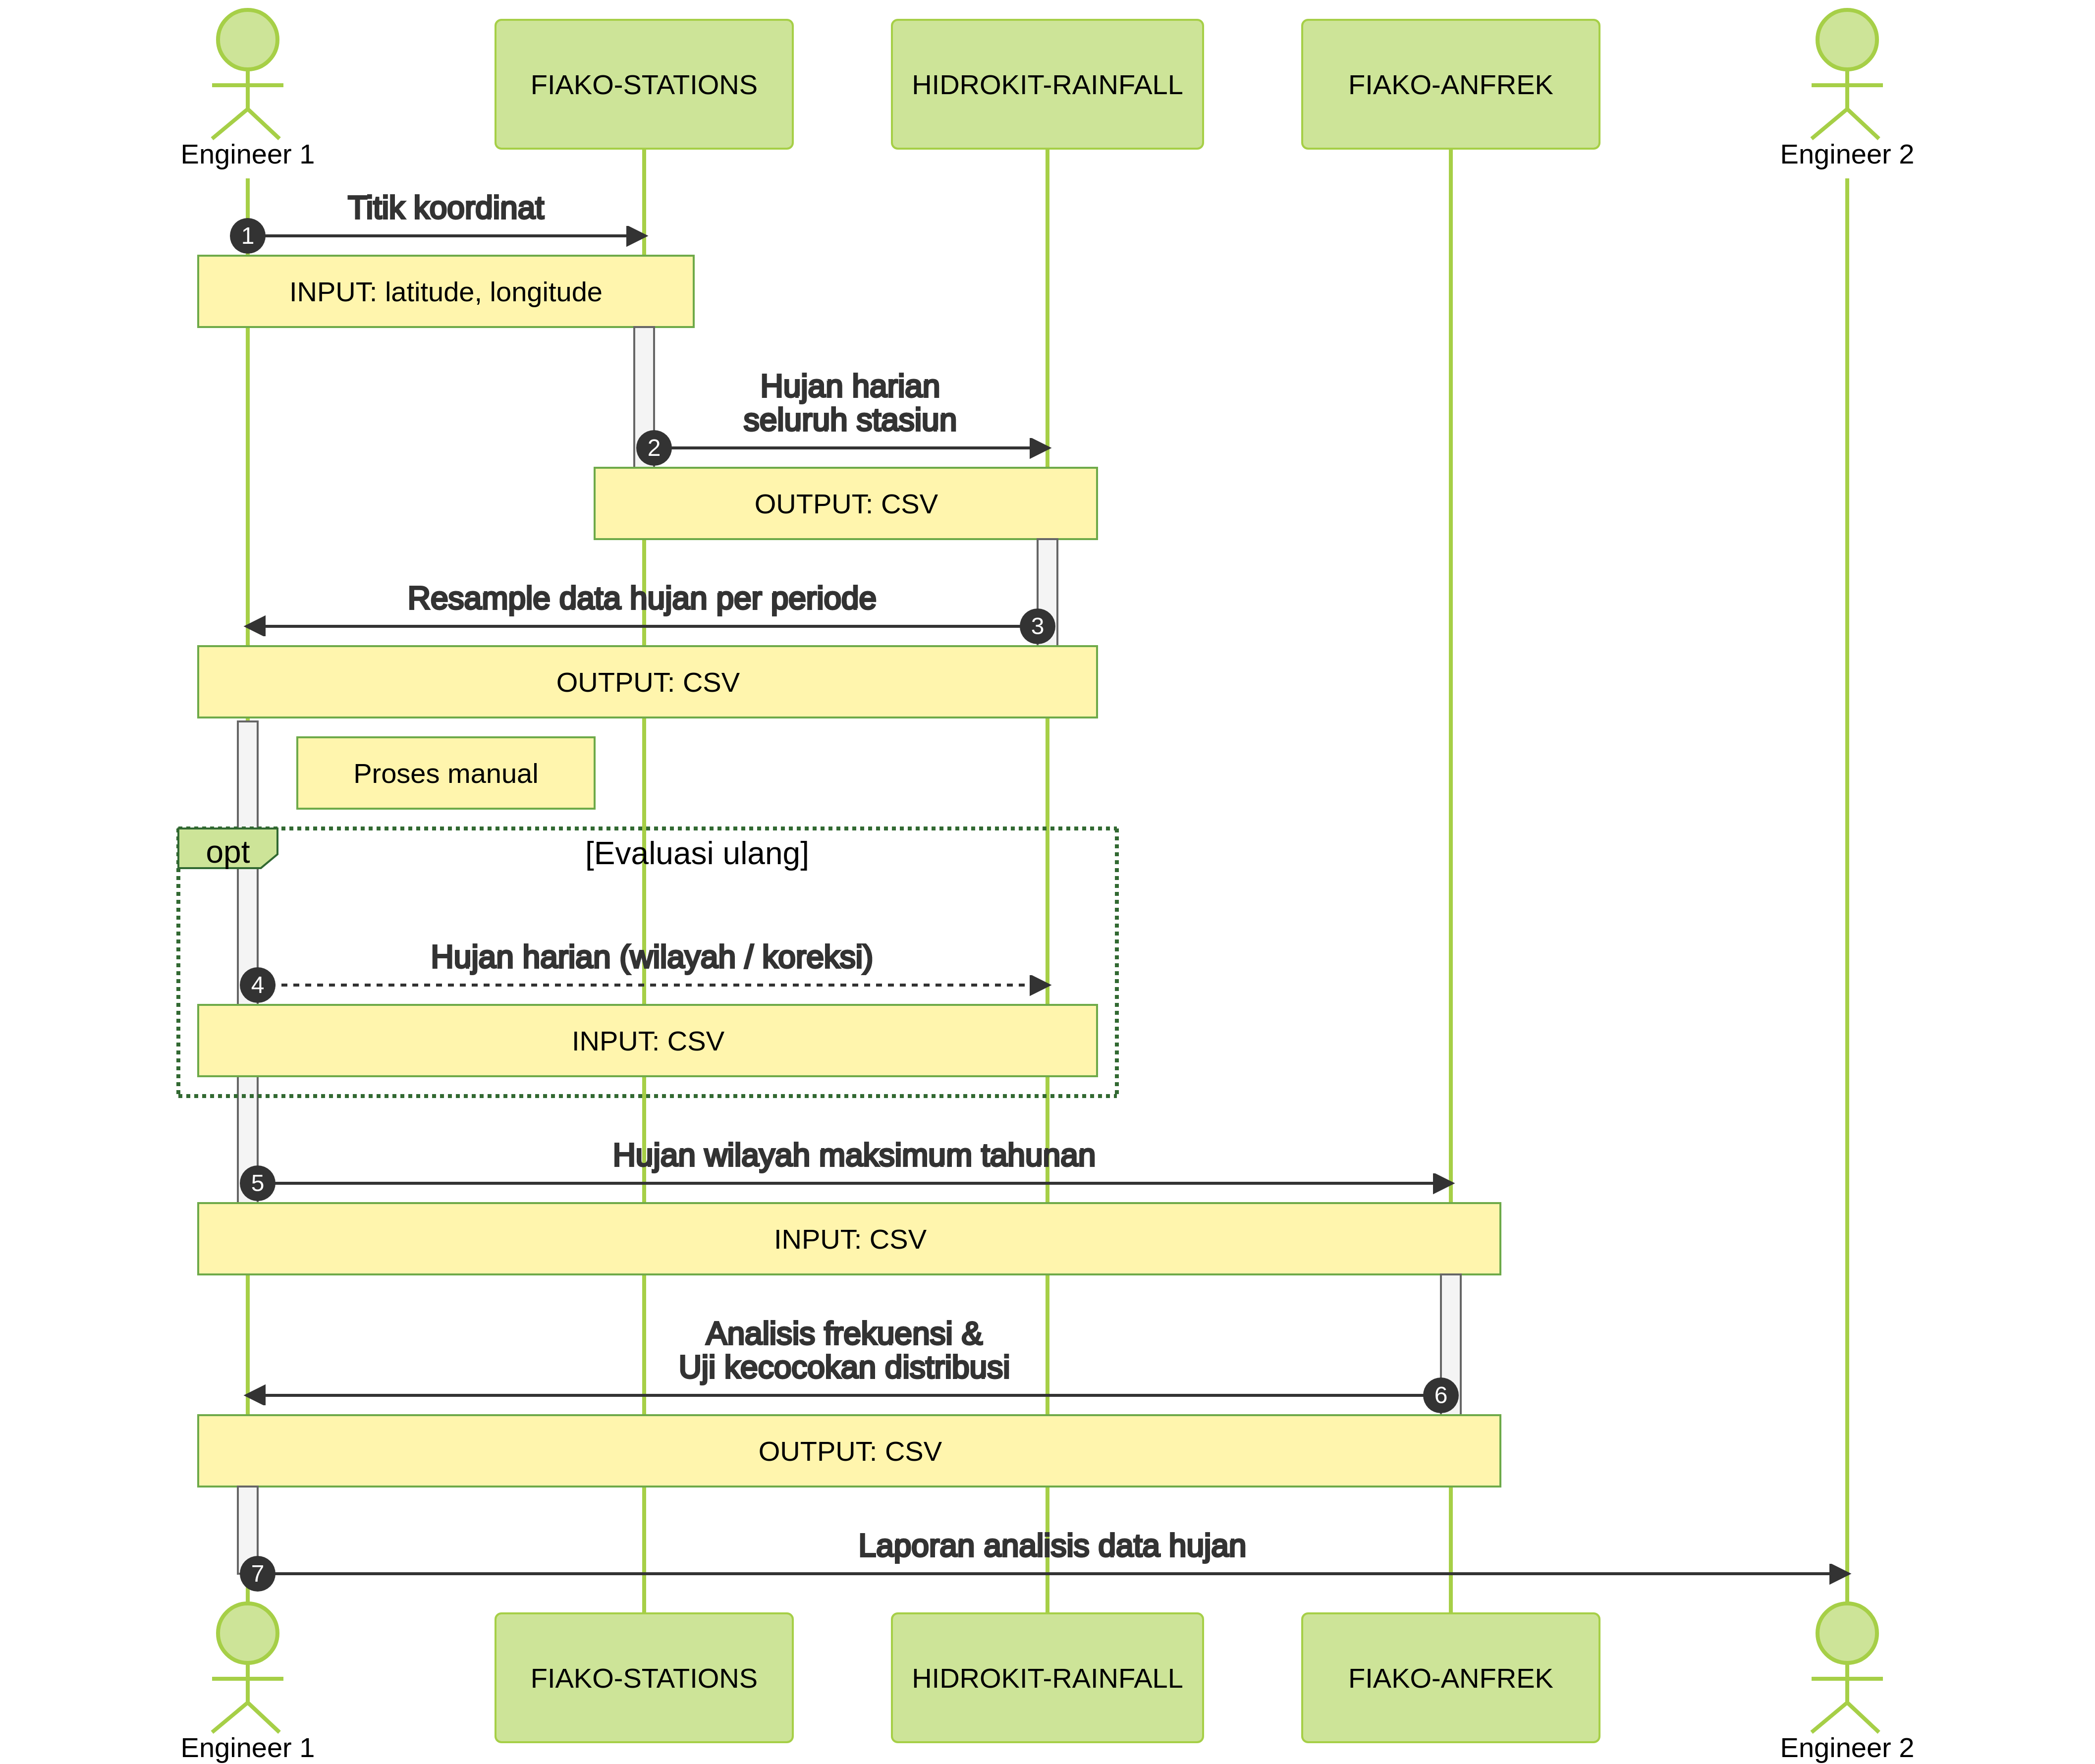 Engineer 1
FIAKO-STATIONS
HIDROKIT-RAINFALL
FIAKO-ANFREK
Engineer 2
Titik koordinat
1
INPUT: latitude, longitude
Hujan harian
seluruh stasiun
2
OUTPUT: CSV
Resample data hujan per periode
3
OUTPUT: CSV
Proses manual
opt
[Evaluasi ulang]
Hujan harian (wilayah / koreksi)
4
INPUT: CSV
Hujan wilayah maksimum tahunan
5
INPUT: CSV
Analisis frekuensi &
Uji kecocokan distribusi
6
OUTPUT: CSV
Laporan analisis data hujan
7
Engineer 1
FIAKO-STATIONS
HIDROKIT-RAINFALL
FIAKO-ANFREK
Engineer 2